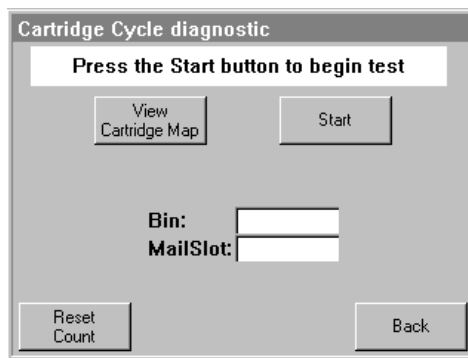 Cartridge Cycle diagnostic
Press the Start button to begin test
View
Cartridge Map
Start
Bin:
MailSlot:
Reset
Count
Back